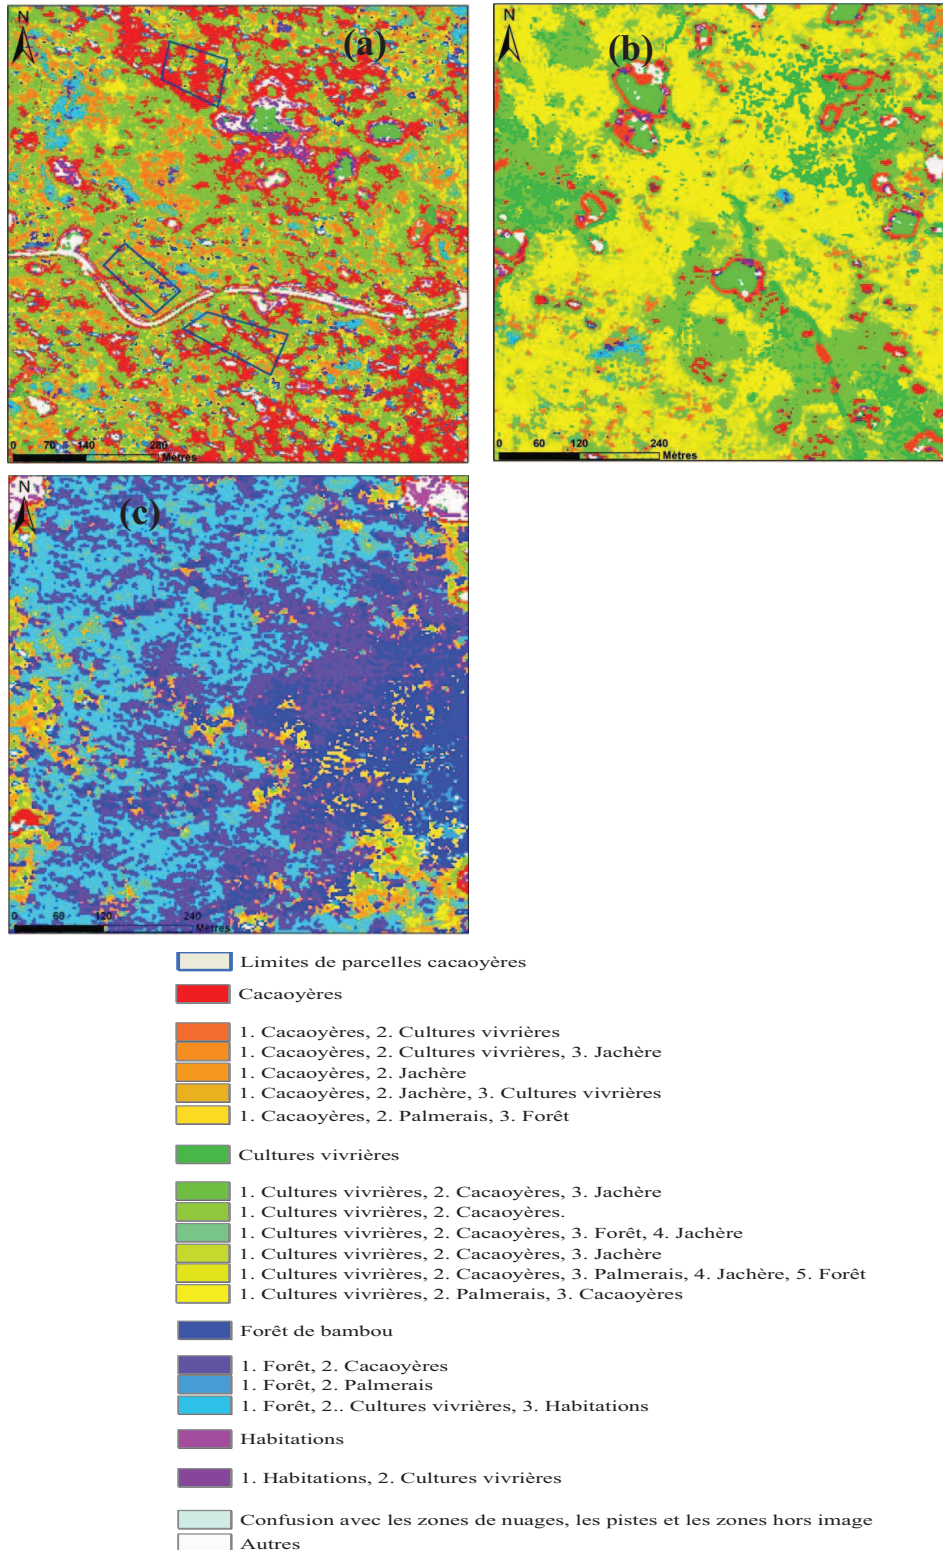 N
(a)
0 70 140 280
Mètres
N
(b)
0 60 120 240
Mètres
N
(c)
0 60 120 240
Mètres
Limites de parcelles cacaoyères
Cacaoyères
1. Cacaoyères, 2. Cultures vivrières
1. Cacaoyères, 2. Cultures vivrières, 3. Jachère
1. Cacaoyères, 2. Jachère
1. Cacaoyères, 2. Jachère, 3. Cultures vivrières
1. Cacaoyères, 2. Palmerais, 3. Forêt
Cultures vivrières
1. Cultures vivrières, 2. Cacaoyères, 3. Jachère
1. Cultures vivrières, 2. Cacaoyères.
1. Cultures vivrières, 2. Cacaoyères, 3. Forêt, 4. Jachère
1. Cultures vivrières, 2. Cacaoyères, 3. Jachère
1. Cultures vivrières, 2. Cacaoyères, 3. Palmerais, 4. Jachère, 5. Forêt
1. Cultures vivrières, 2. Palmerais, 3. Cacaoyères
Forêt de bambou
1. Forêt, 2. Cacaoyères
1. Forêt, 2. Palmerais
1. Forêt, 2.. Cultures vivrières, 3. Habitations
Habitations
1. Habitations, 2. Cultures vivrières
Confusion avec les zones de nuages, les pistes et les zones hors image
Autres